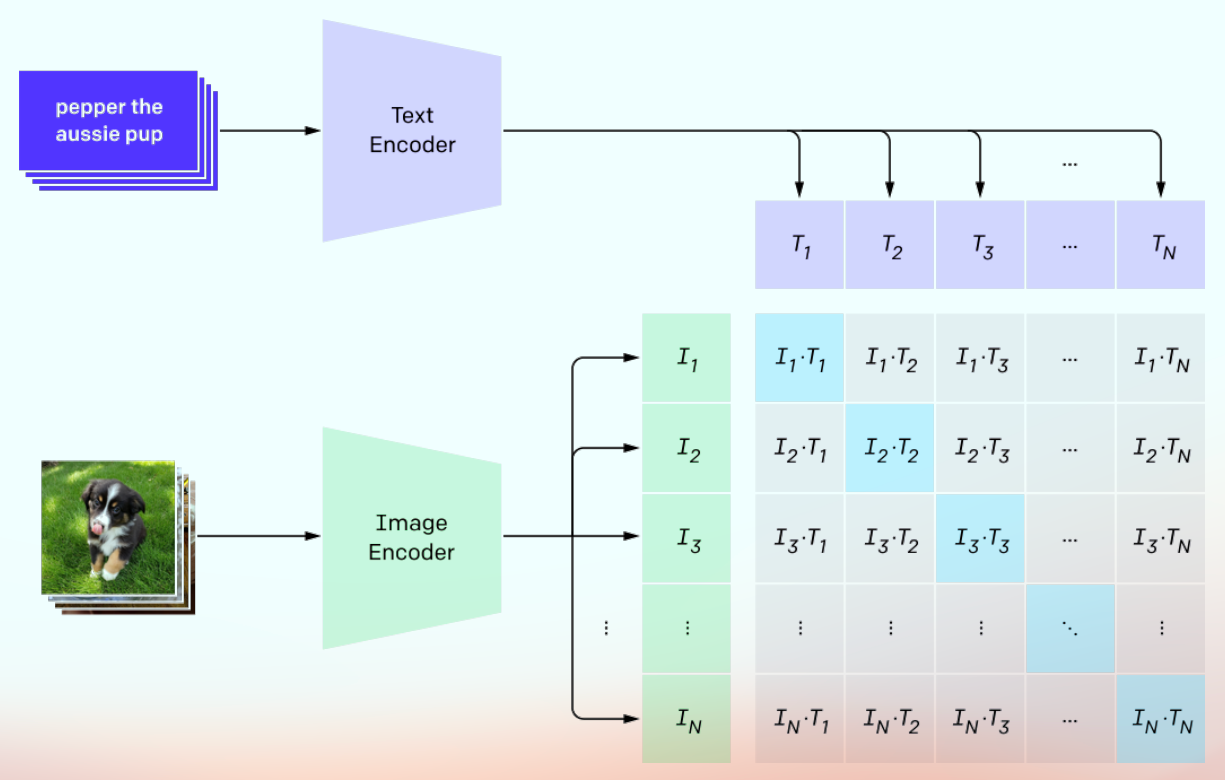 pepper the
aussie pup
Text
Encoder
...
T1 T2 T3 ... TN
I1 I1·T1 I1·T2 I1·T3 ... I1·TN
I2 I2·T1 I2·T2 I2·T3 ... I2·TN
Image
Encoder
I3 I3·T1 I3·T2 I3·T3 ... I3·TN
⋮ ⋮ ⋮ ⋮ ⋮ ⋱ ⋮
IN IN·T1 IN·T2 IN·T3 ... IN·TN